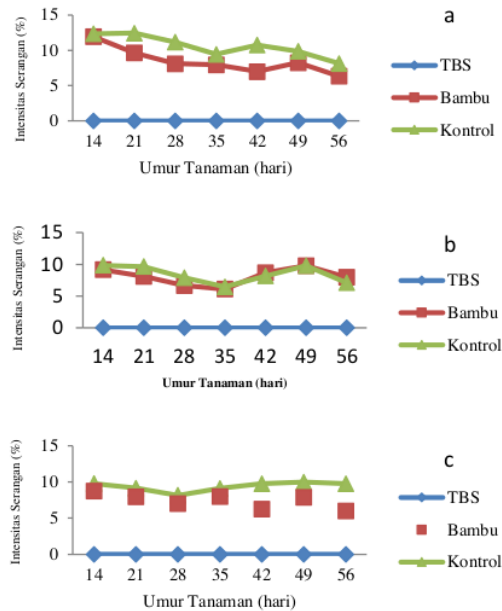 a
Intensitas Serangan (%)
15
10
5
0
14 21 28 35 42 49 56
Umur Tanaman (hari)
TBS
Bambu
Kontrol
b
Intensitas Serangan (%)
15
10
5
0
14 21 28 35 42 49 56
Umur Tanaman (hari)
TBS
Bambu
Kontrol
c
Intensitas Serangan (%)
15
10
5
0
14 21 28 35 42 49 56
Umur Tanaman (hari)
TBS
Bambu
Kontrol